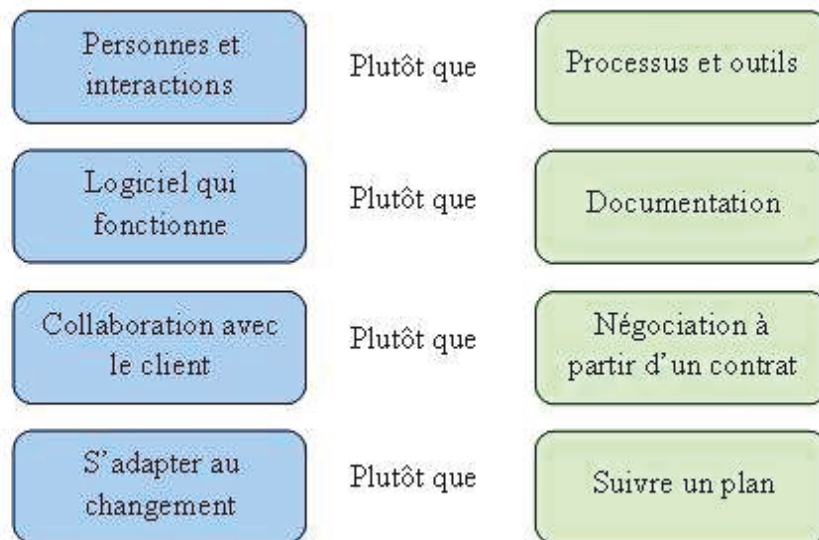 Personnes et
interactions
Plutôt que
Processus et outils
Logiciel qui
fonctionne
Plutôt que
Documentation
Collaboration avec
le client
Plutôt que
Négociation à
partir d'un contrat
S'adapter au
changement
Plutôt que
Suivre un plan